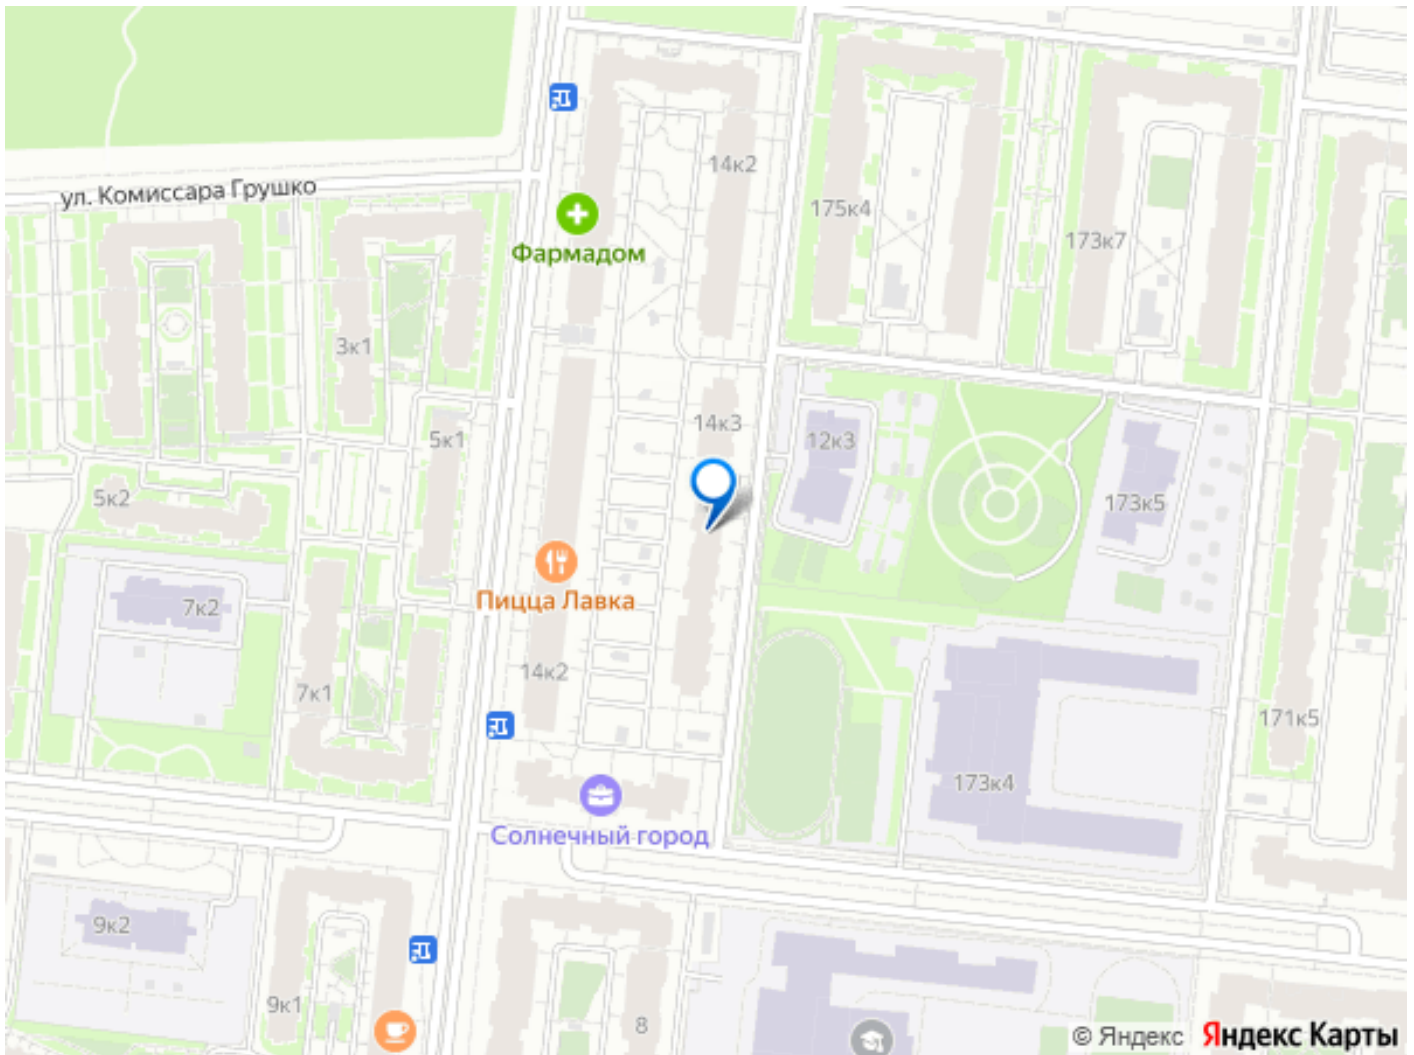 14к2
ул. Комиссара Грушко
175к4
173к7
Фармадом
3к1
14к3
5к1
12к3
5к2
173к5
Пицца Лавка
7к2
14к2
7к1
171к5
173к4
Солнечный город
9к2
9к1
8
© Яндекс Яндекс Карты